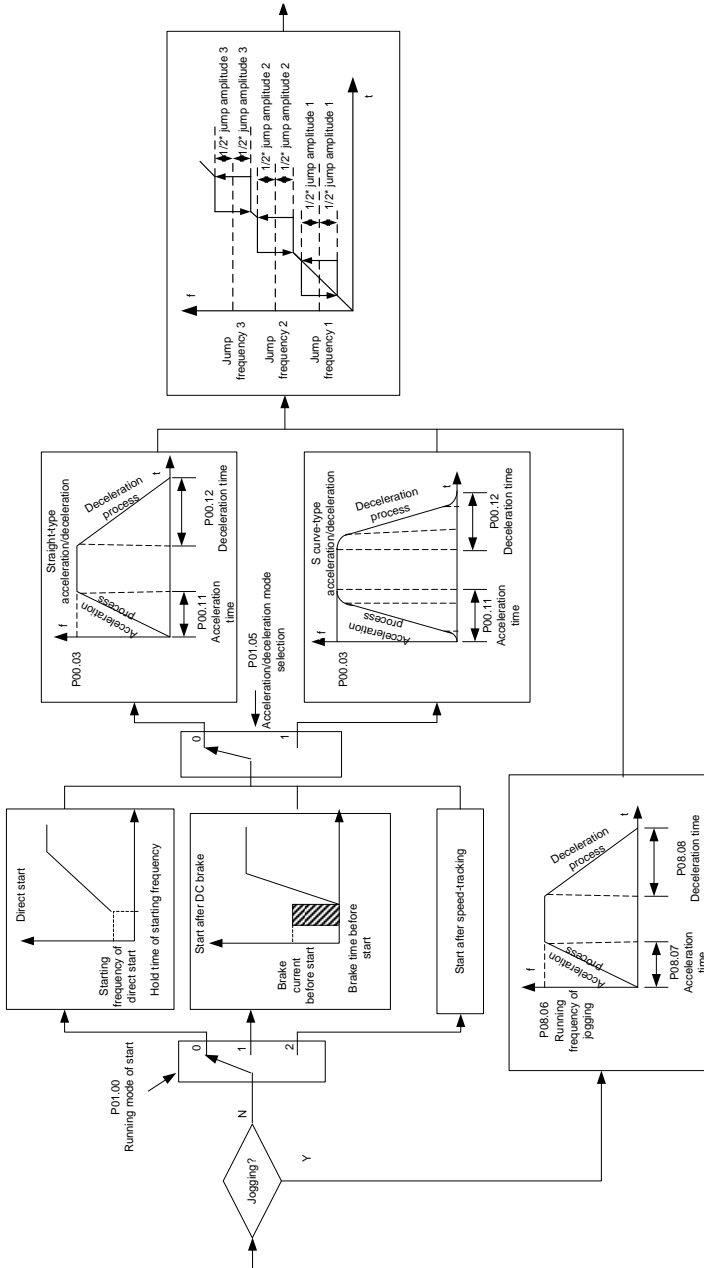 Jogging?
N
Y
P01.00
Running mode of start
0
1
2
Direct start
Starting
frequency of
direct start
Hold time of starting frequency
Start after DC brake
Brake
current
before start
Brake time before
start
Start after speed-tracking
P01.05
Acceleration/deceleration mode
selection
0
1
Straight-type
acceleration/deceleration
f
P00.03
Acceleration
process
Deceleration
process
t
P00.11
Acceleration
time
P00.12
Deceleration time
S curve-type
acceleration/deceleration
f
P00.03
Acceleration
process
Deceleration
process
t
P00.11
Acceleration
time
P00.12
Deceleration time
f
P08.06
Running
frequency of
jogging
Acceleration
process
Deceleration
process
t
P08.07
Acceleration
time
P08.08
Deceleration time
f
Jump
frequency 3
Jump
frequency 2
Jump
frequency 1
1/2* jump amplitude 3
1/2* jump amplitude 3
1/2* jump amplitude 2
1/2* jump amplitude 2
1/2* jump amplitude 1
1/2* jump amplitude 1
t